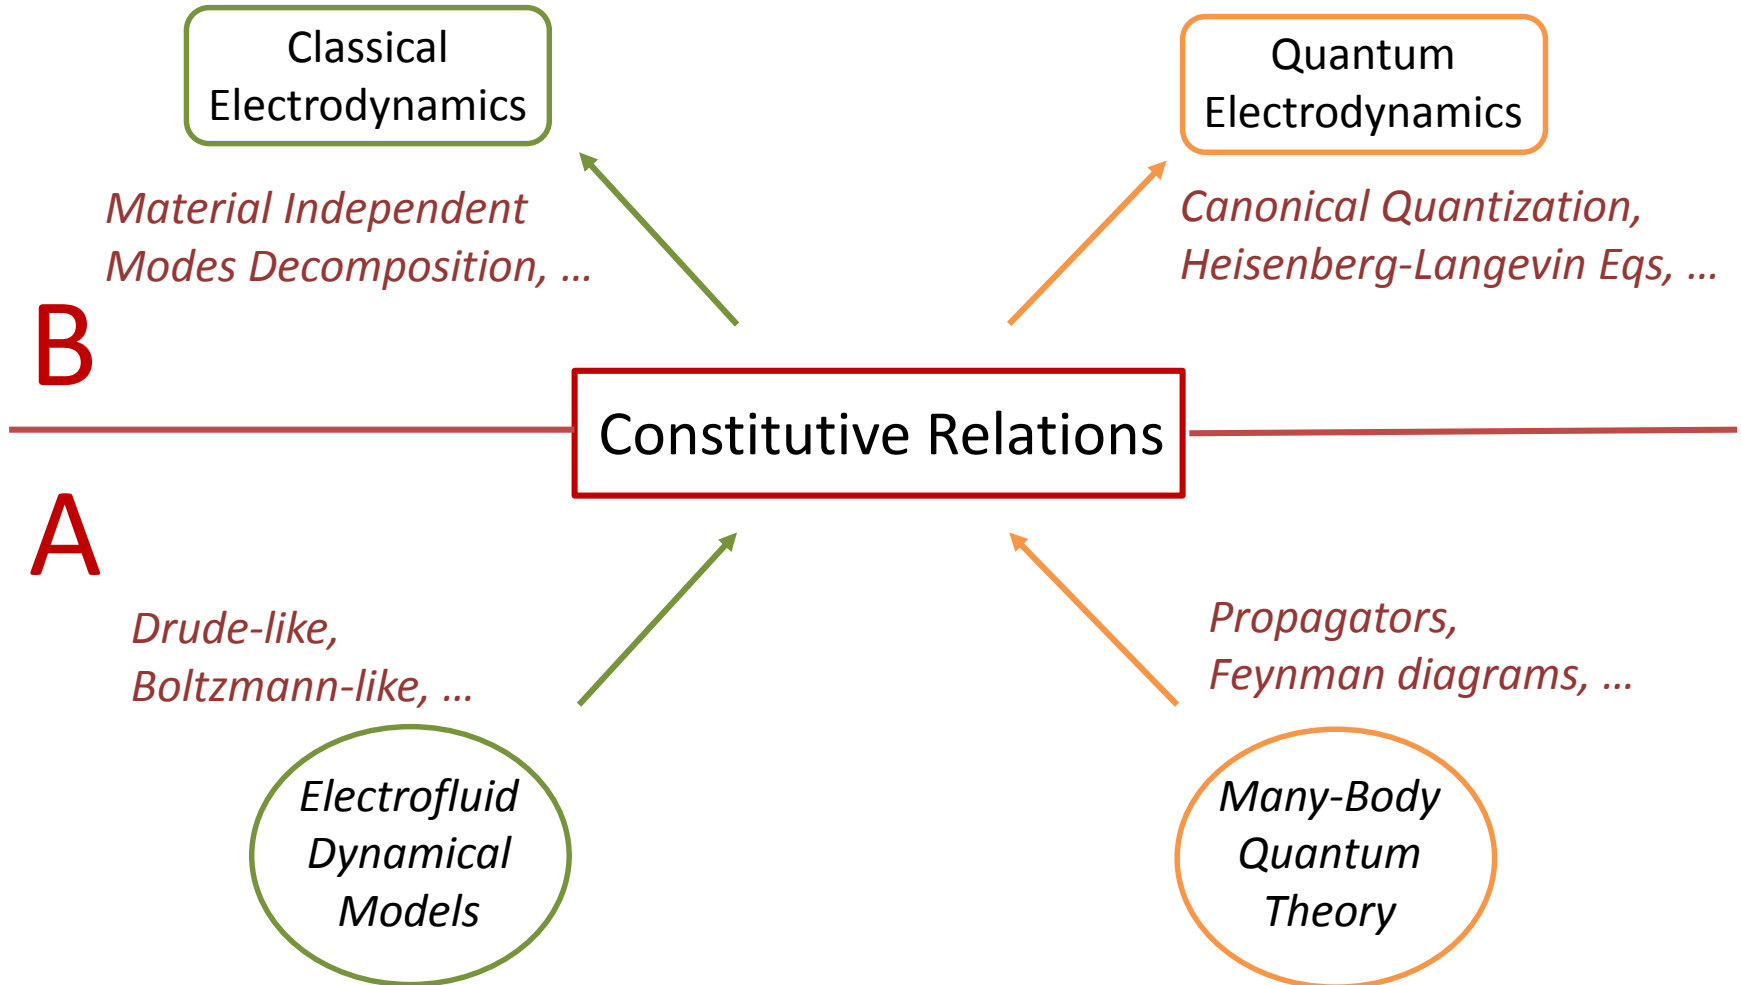 Classical
Electrodynamics
Quantum
Electrodynamics
Material Independent
Modes Decomposition, …
Canonical Quantization,
Heisenberg-Langevin Eqs, …
B
Constitutive Relations
A
Drude-like,
Boltzmann-like, …
Propagators,
Feynman diagrams, …
Electrofluid
Dynamical
Models
Many-Body
Quantum
Theory